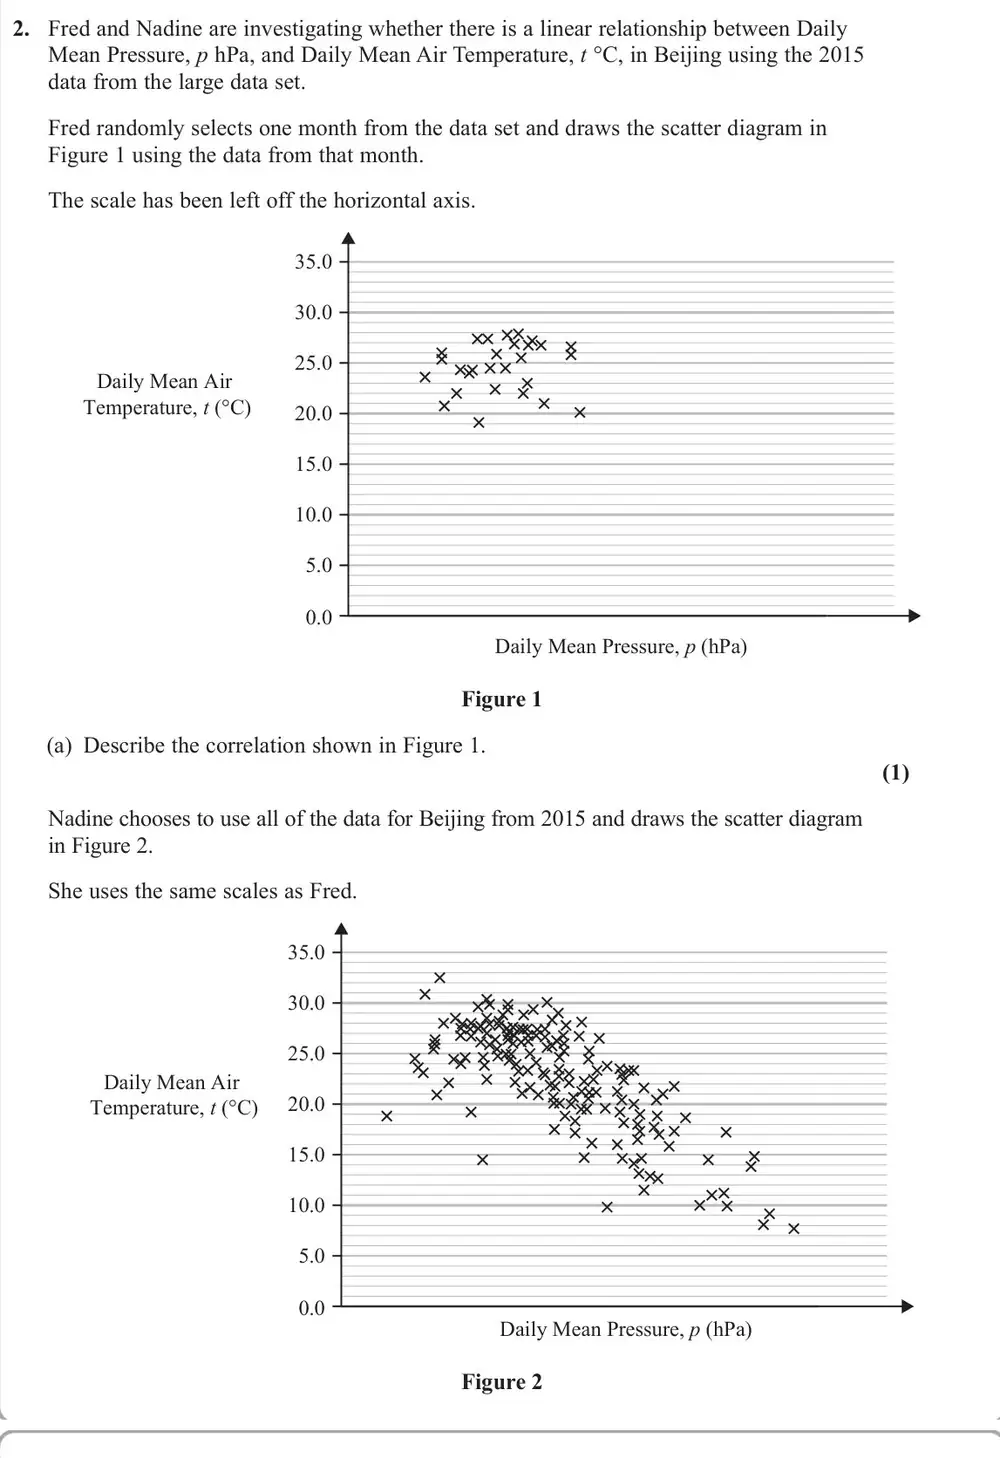 2. Fred and Nadine are investigating whether there is a linear relationship between Daily
Mean Pressure, p hPa, and Daily Mean Air Temperature, t °C, in Beijing using the 2015
data from the large data set.
Fred randomly selects one month from the data set and draws the scatter diagram in
Figure 1 using the data from that month.
The scale has been left off the horizontal axis.
35.0
30.0
25.0
20.0
15.0
10.0
5.0
0.0
Daily Mean Air
Temperature, t (°C)
Daily Mean Pressure, p (hPa)
Figure 1
(a) Describe the correlation shown in Figure 1.
(1)
Nadine chooses to use all of the data for Beijing from 2015 and draws the scatter diagram
in Figure 2.
She uses the same scales as Fred.
35.0
30.0
25.0
20.0
15.0
10.0
5.0
0.0
Daily Mean Air
Temperature, t (°C)
Daily Mean Pressure, p (hPa)
Figure 2